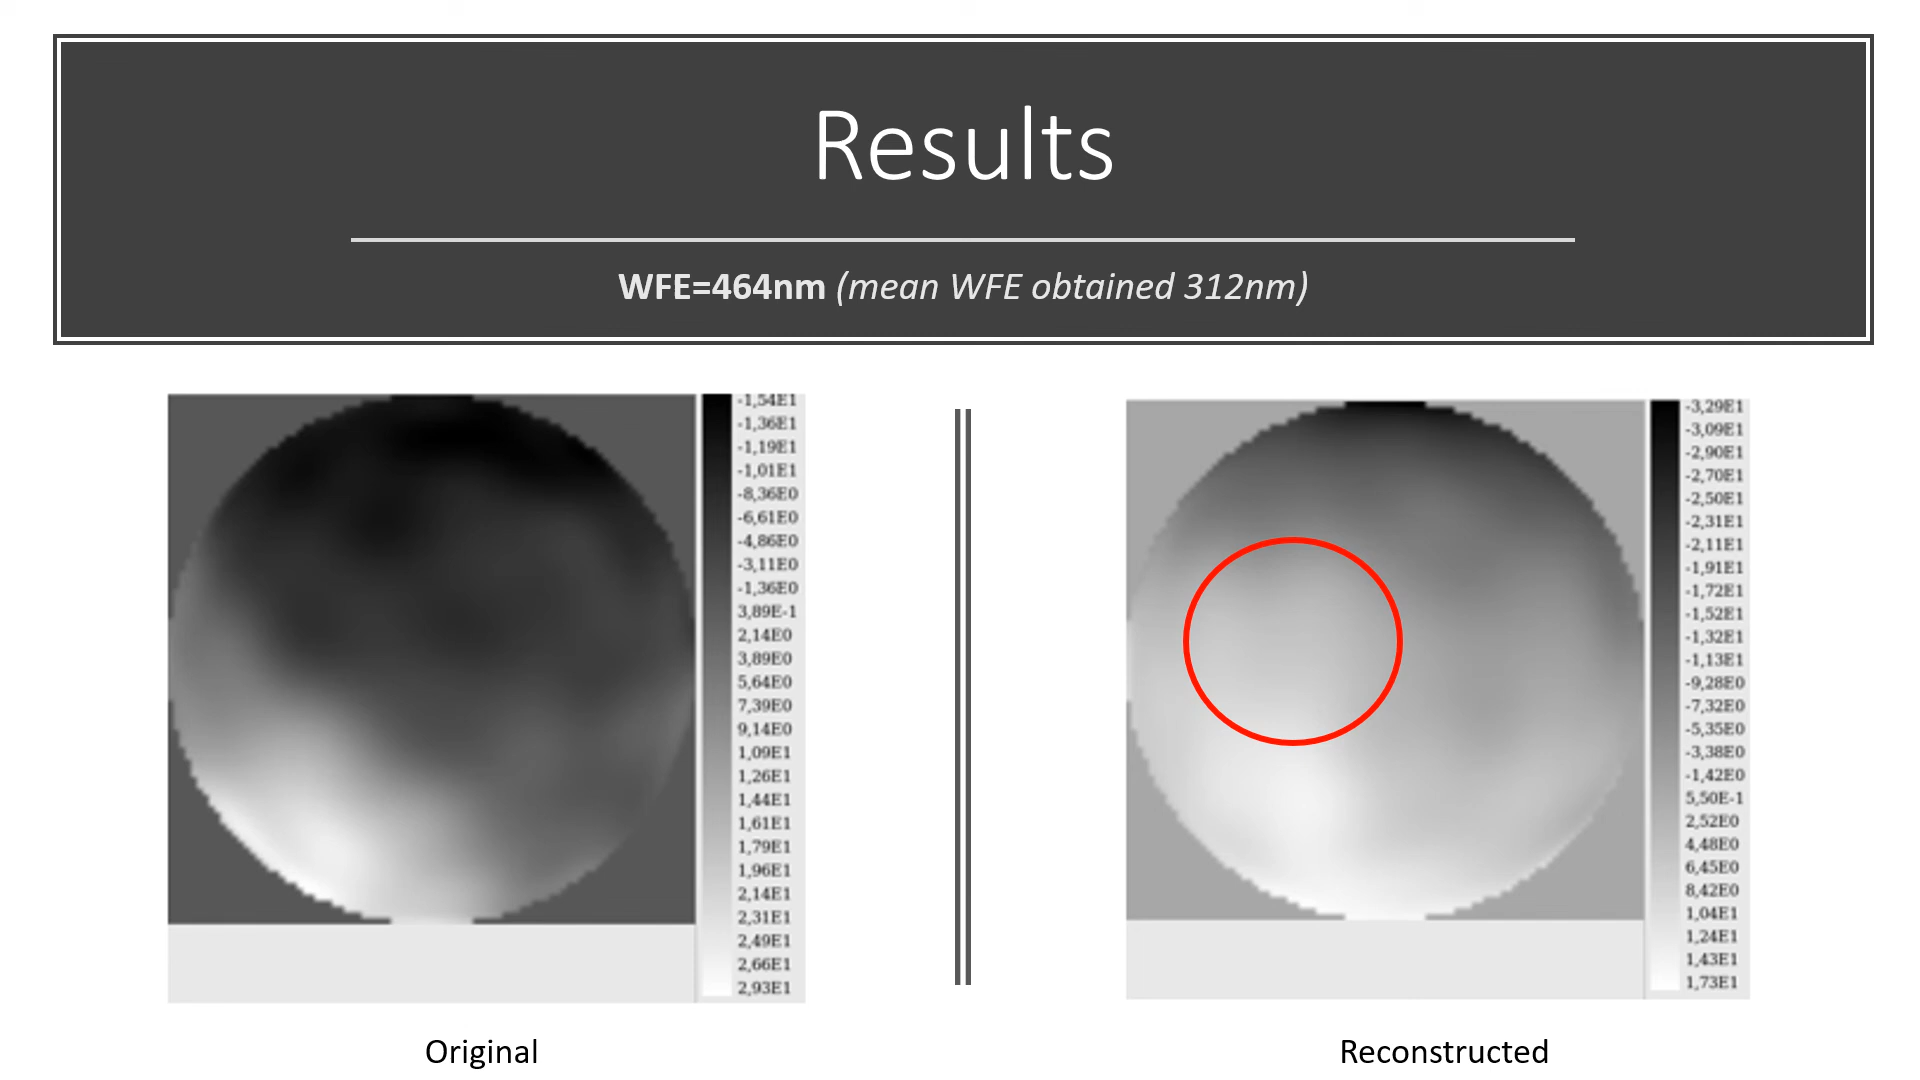 Results
WFE=464nm (mean WFE obtained 312nm)
-1,54E1
-1,36E1
-1,19E1
-1,01E1
-8,36E0
-6,61E0
-4,86E0
-3,11E0
-1,36E0
3,89E-1
2,14E0
3,89E0
5,64E0
7,39E0
9,14E0
1,09E1
1,26E1
1,44E1
1,61E1
1,79E1
1,96E1
2,14E1
2,31E1
2,49E1
2,66E1
2,93E1
-3,29E1
-3,09E1
-2,90E1
-2,70E1
-2,50E1
-2,31E1
-2,11E1
-1,91E1
-1,72E1
-1,52E1
-1,32E1
-1,13E1
-9,28E0
-7,32E0
-5,35E0
-3,38E0
-1,42E0
5,50E-1
2,52E0
4,48E0
6,45E0
8,42E0
1,04E1
1,24E1
1,43E1
1,73E1
Original
Reconstructed